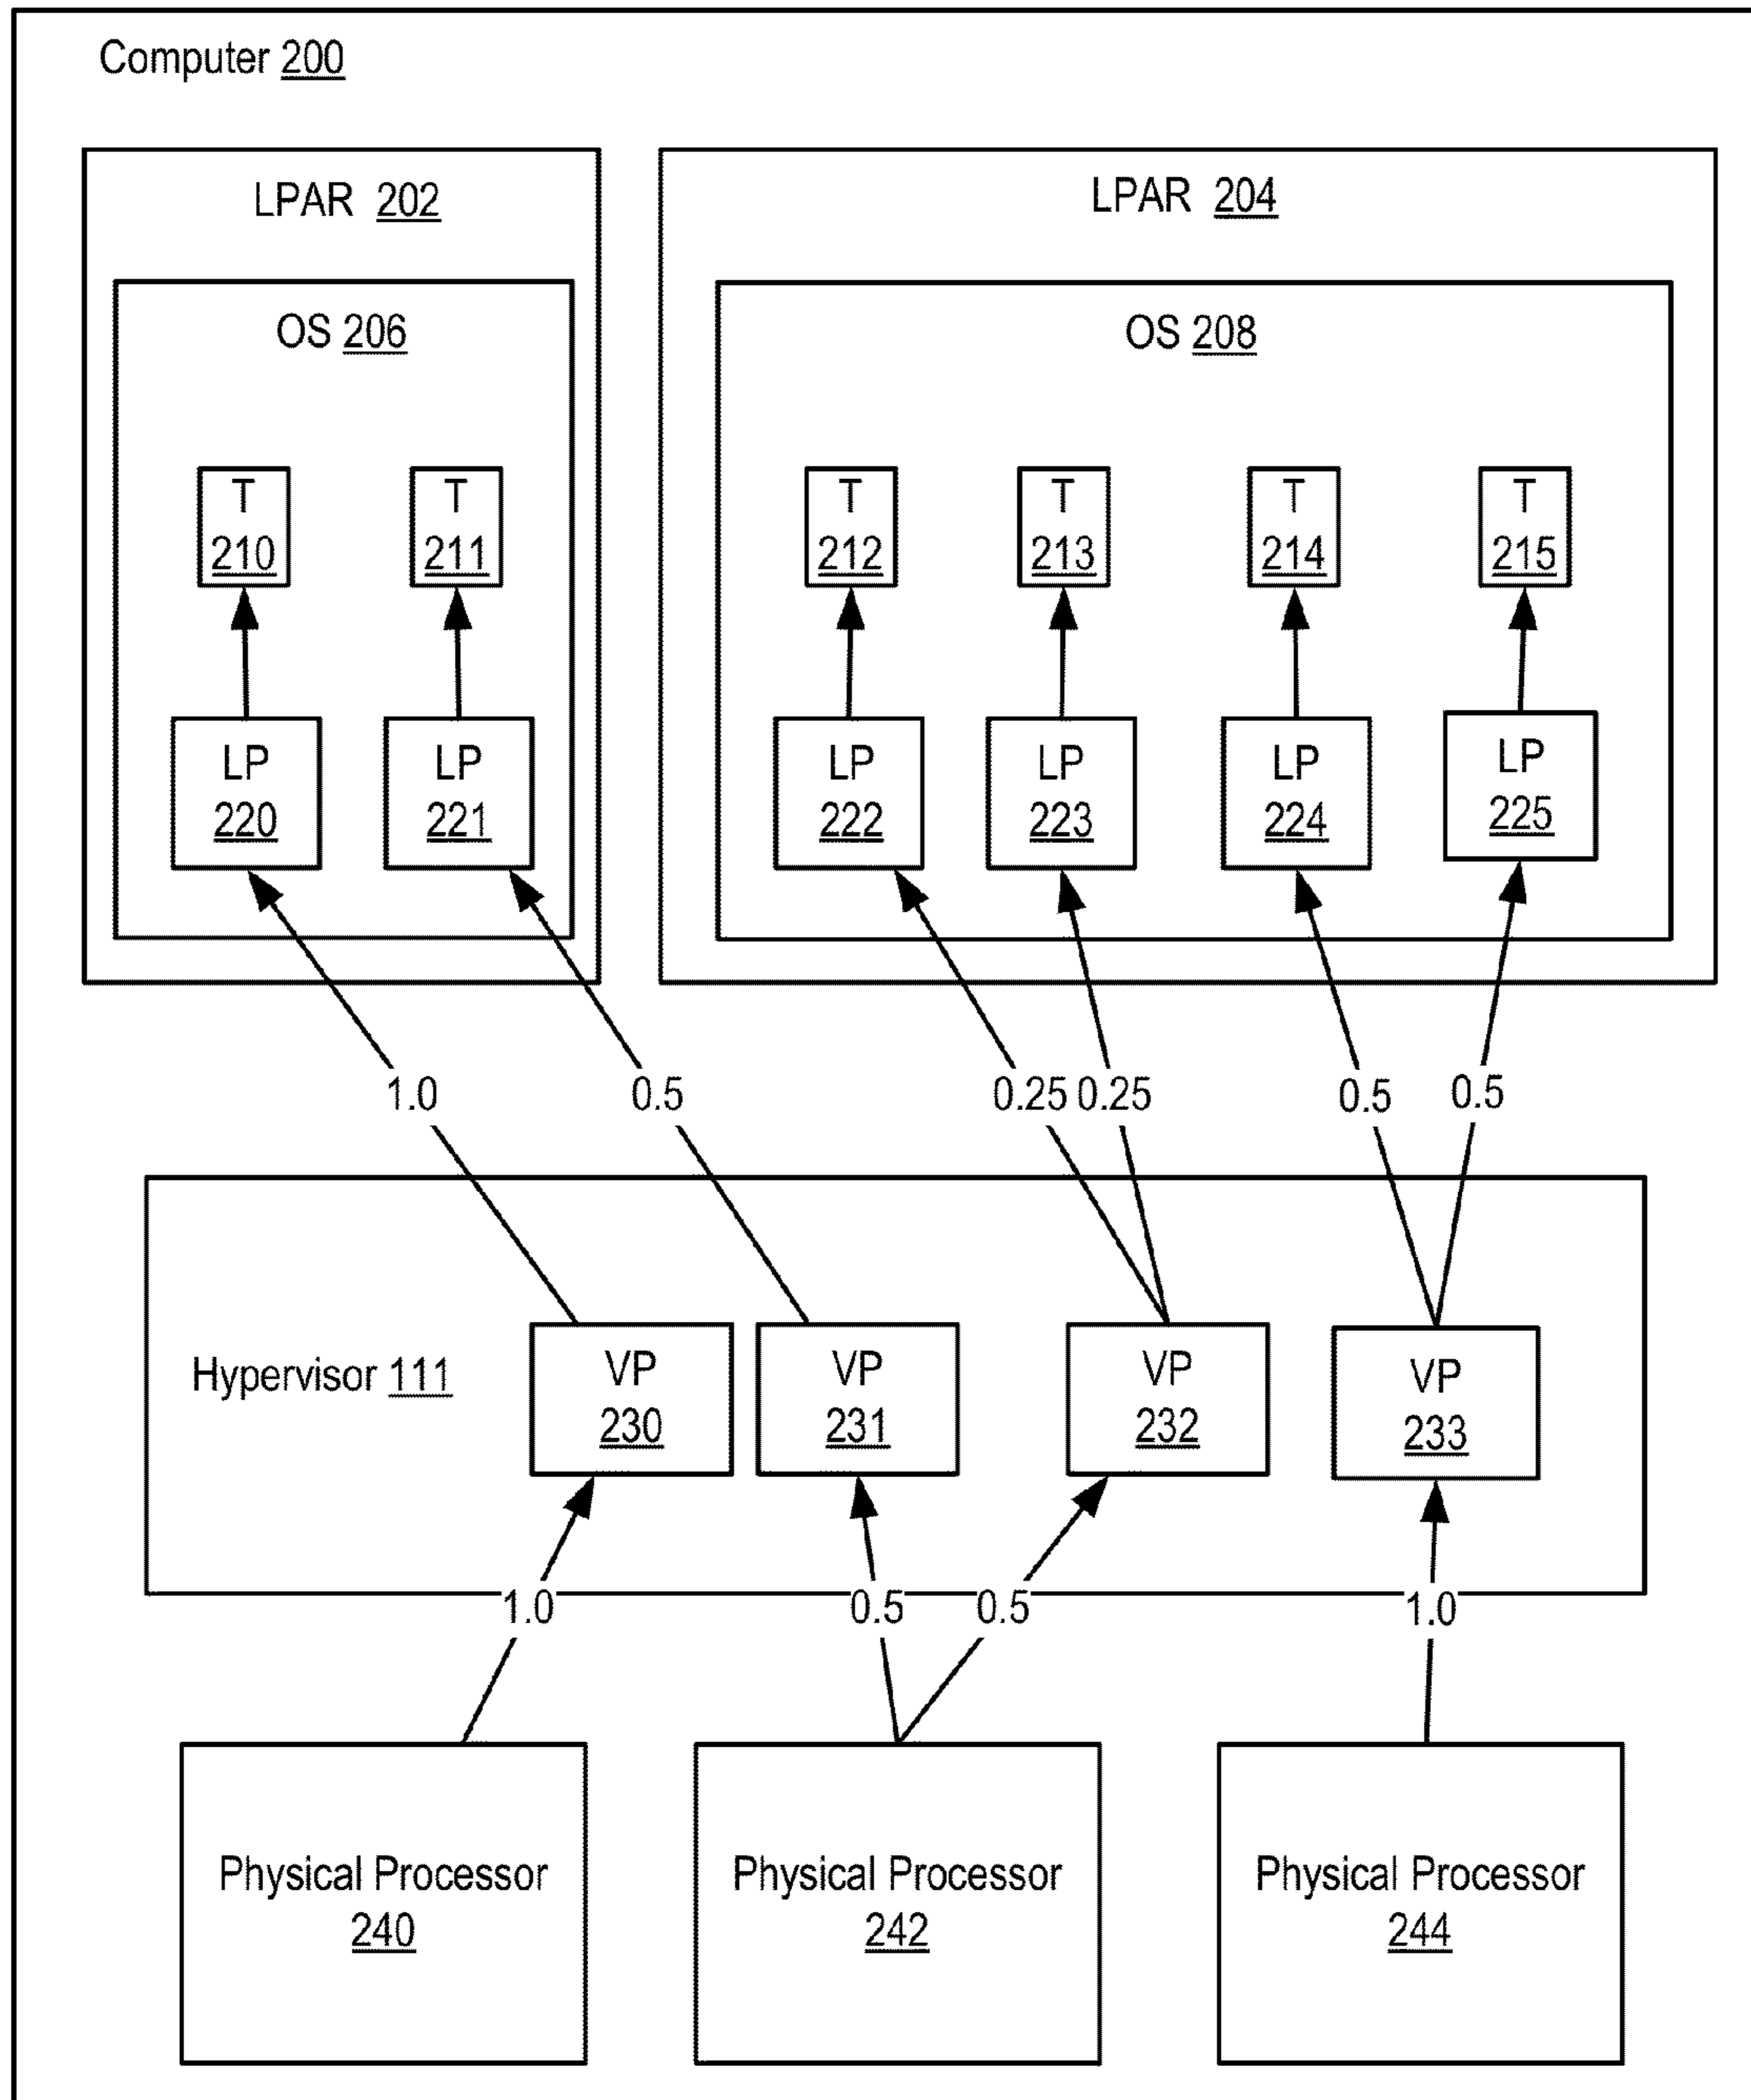 Computer 200
LPAR 202
LPAR 204
OS 206
OS 208
T
210
T
211
T
212
T
213
T
214
T
215
LP
220
LP
221
LP
222
LP
223
LP
224
LP
225
1.0
0.5
0.25
0.25
0.5
0.5
Hypervisor 111
VP
230
VP
231
VP
232
VP
233
1.0
0.5
0.5
1.0
Physical Processor
240
Physical Processor
242
Physical Processor
244